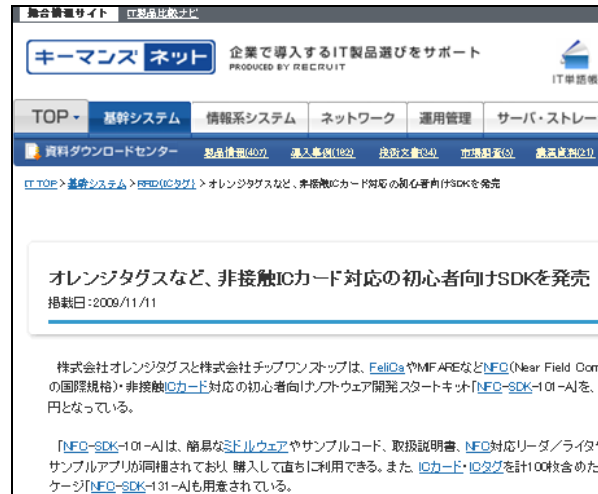 総合情報サイト IT製品比較ナビ
キーマンズネット 企業で導入するIT製品選びをサポート
PRODUCED BY RECRUIT
IT単語帳
TOP 基幹システム 情報系システム ネットワーク 運用管理 サーバ・ストレー
資料ダウンロードセンター 製品情報(407) 導入事例(182) 技術文書(34) 市場調査(5) 講演資料(21)
IT TOP > 基幹システム > RFID(ICタグ) > オレンジタグスなど、非接触ICカード対応の初心者向けSDKを発売
オレンジタグスなど、非接触ICカード対応の初心者向けSDKを発売
掲載日:2009/11/11
株式会社オレンジタグスと株式会社チップワンストップは、FeliCaやMIFAREなどNFC(Near Field Com
の国際規格)・非接触ICカード対応の初心者向けソフトウェア開発スタートキット「NFC-SDK-101-A」を、
円となっている。
「NFC-SDK-101-A」は、簡易なミドルウェアやサンプルコード、取扱説明書、NFC対応リーダ／ライタや
サンプルアプリが同梱されており、購入して直ちに利用できる。また、ICカード・ICタグを計100枚含めた
ケージ「NFC-SDK-131-A」も用意されている。